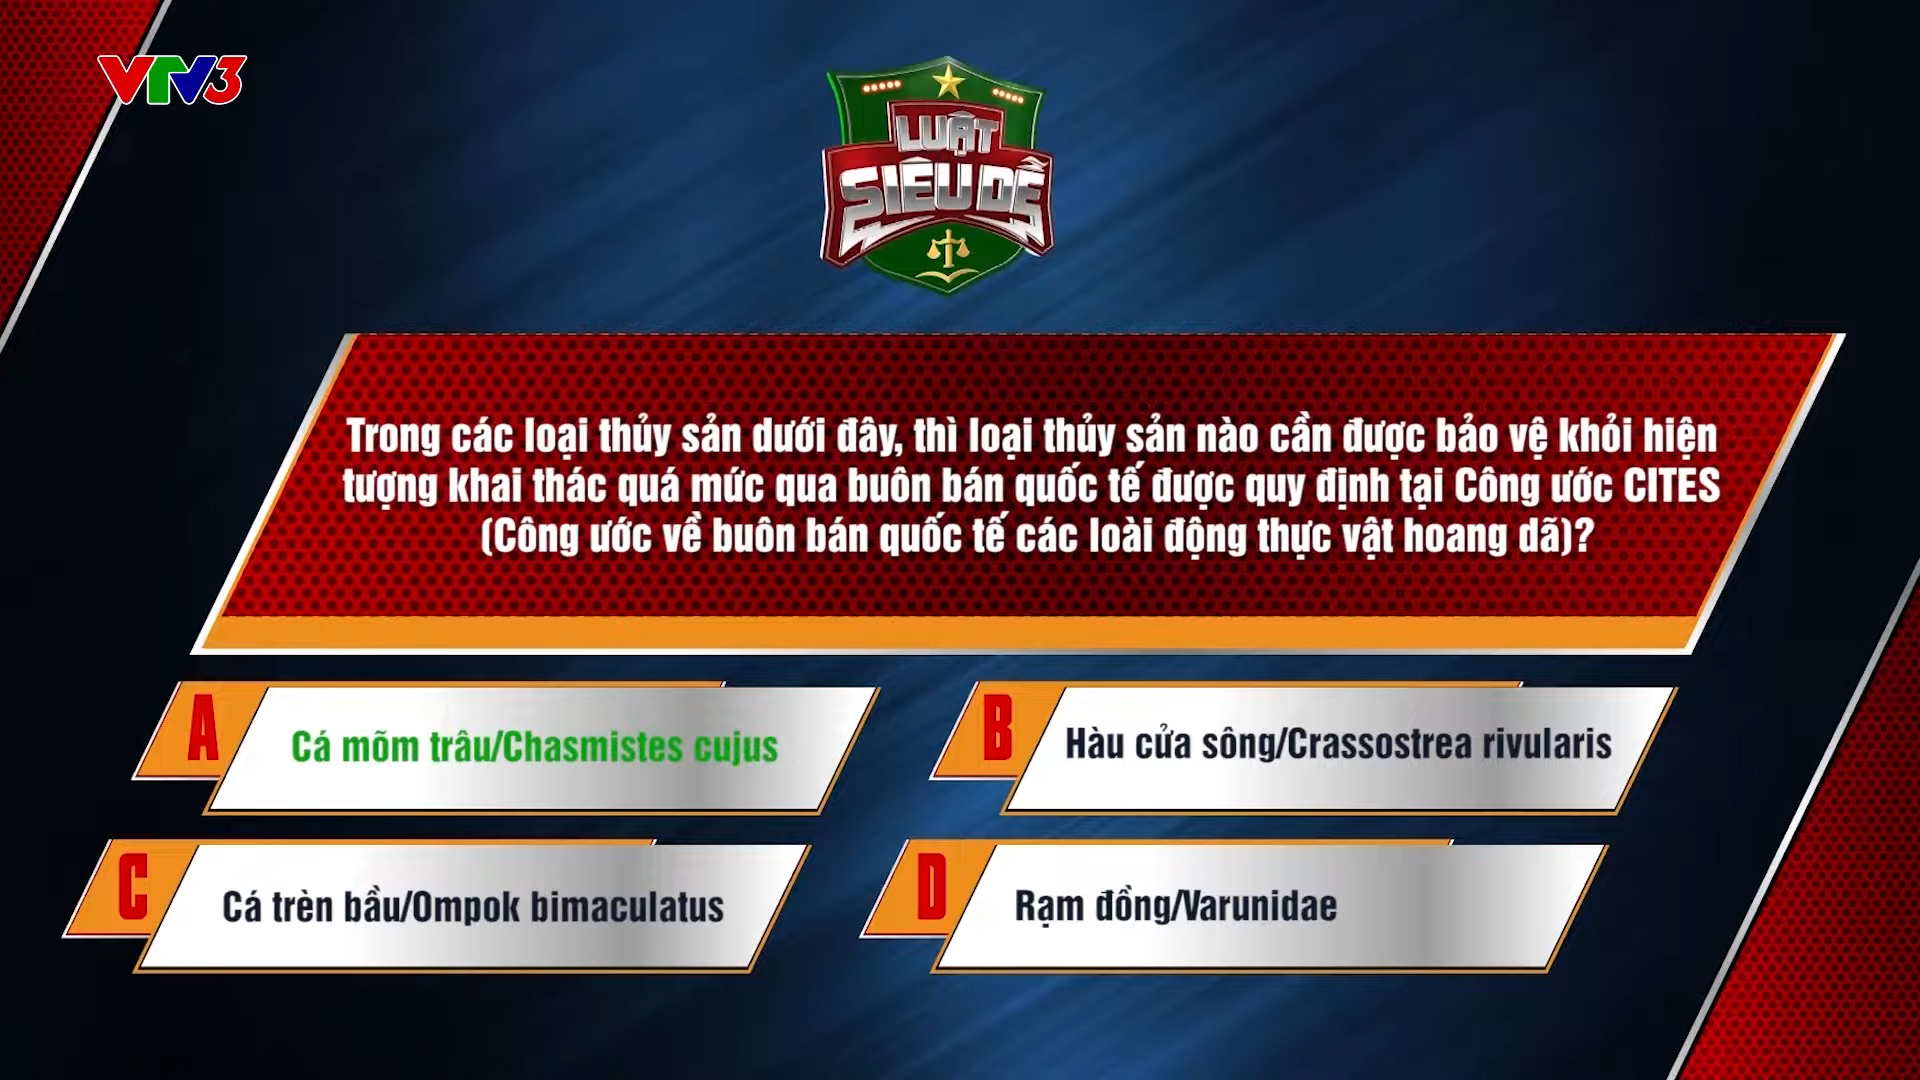 VTV3
LUẬT
SIÊU DỄ
Trong các loại thủy sản dưới đây, thì loại thủy sản nào cần được bảo vệ khỏi hiện
tượng khai thác quá mức qua buôn bán quốc tế được quy định tại Công ước CITES
(Công ước về buôn bán quốc tế các loài động thực vật hoang dã)?
A Cá mõm trâu/Chasmistes cujus
B Hàu cửa sông/Crassostrea rivularis
C Cá trèn bầu/Ompok bimaculatus
D Rạm đồng/Varunidae